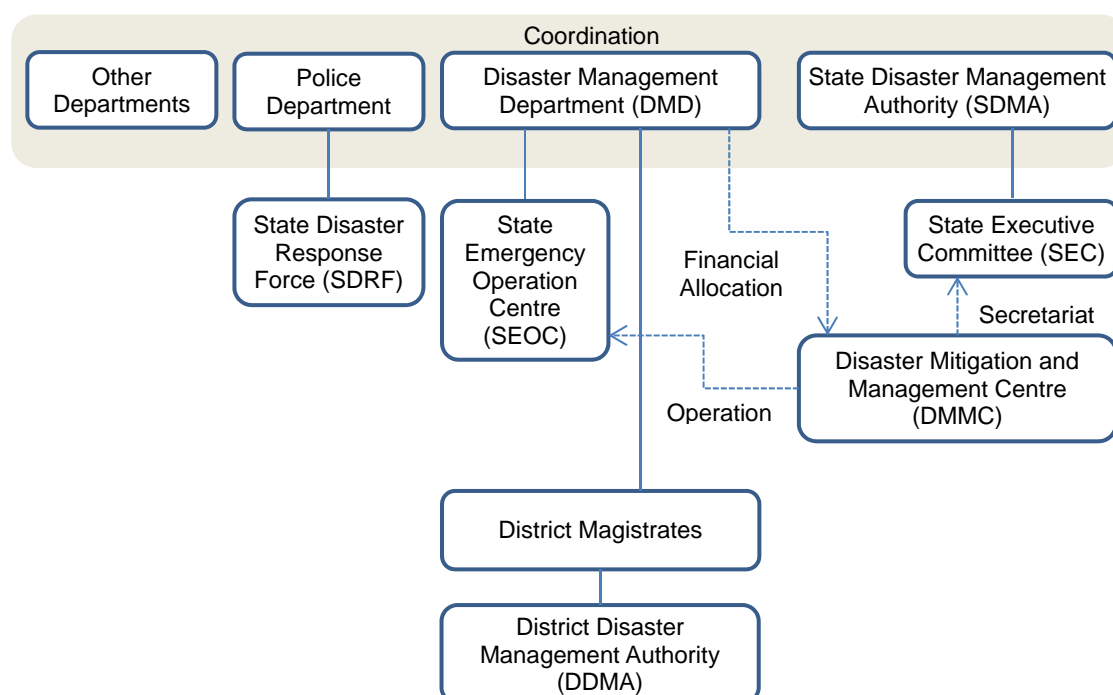 Coordination
Other
Departments
Police
Department
Disaster Management
Department (DMD)
State Disaster Management
Authority (SDMA)
State Disaster
Response
Force (SDRF)
State
Emergency
Operation
Centre
(SEOC)
Financial
Allocation
State Executive
Committee (SEC)
Secretariat
Disaster Mitigation and
Management Centre
(DMMC)
Operation
District Magistrates
District Disaster
Management Authority
(DDMA)